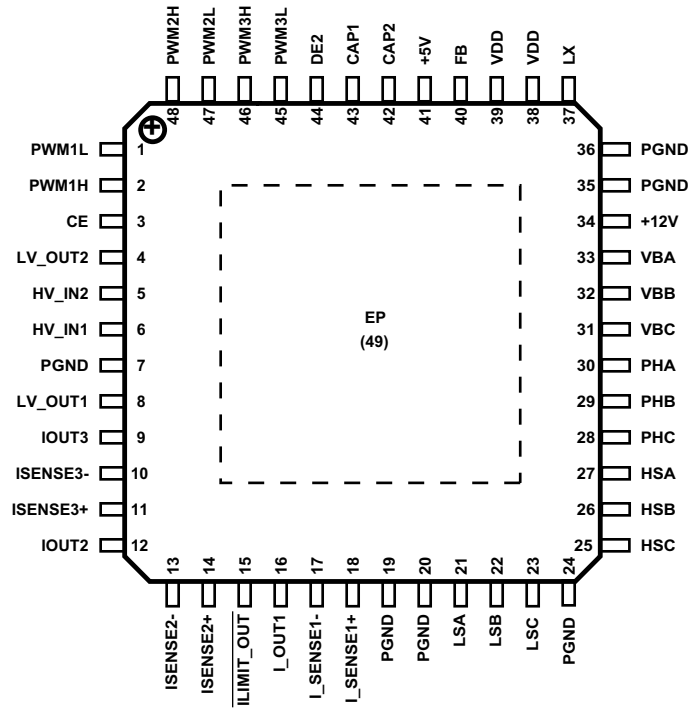 PWM2H PWM2L PWM3H PWM3L DE2 CAP1 CAP2 +5V FB VDD VDD LX
48 47 46 45 44 43 42 41 40 39 38 37
PWM1L 1 36 PGND
PWM1H 2 35 PGND
CE 3 34 +12V
LV_OUT2 4 33 VBA
HV_IN2 5 32 VBB
HV_IN1 6 31 VBC
EP
(49)
PGND 7 30 PHA
LV_OUT1 8 29 PHB
IOUT3 9 28 PHC
ISENSE3- 10 27 HSA
ISENSE3+ 11 26 HSB
IOUT2 12 25 HSC
13 14 15 16 17 18 19 20 21 22 23 24
ISENSE2- ISENSE2+ ILIMIT_OUT I_OUT1 I_SENSE1- I_SENSE1+ PGND PGND LSA LSB LSC PGND